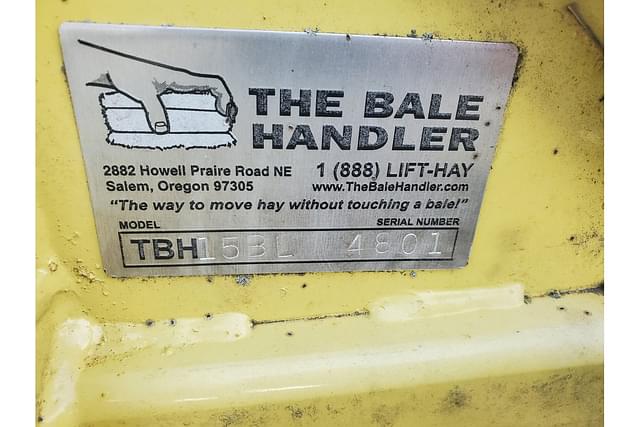 THE BALE
HANDLER
2882 Howell Praire Road NE
Salem, Oregon 97305
1 (888) LIFT-HAY
www.TheBaleHandler.com
"The way to move hay without touching a bale!"
MODEL
SERIAL NUMBER
TBH15BL 4801